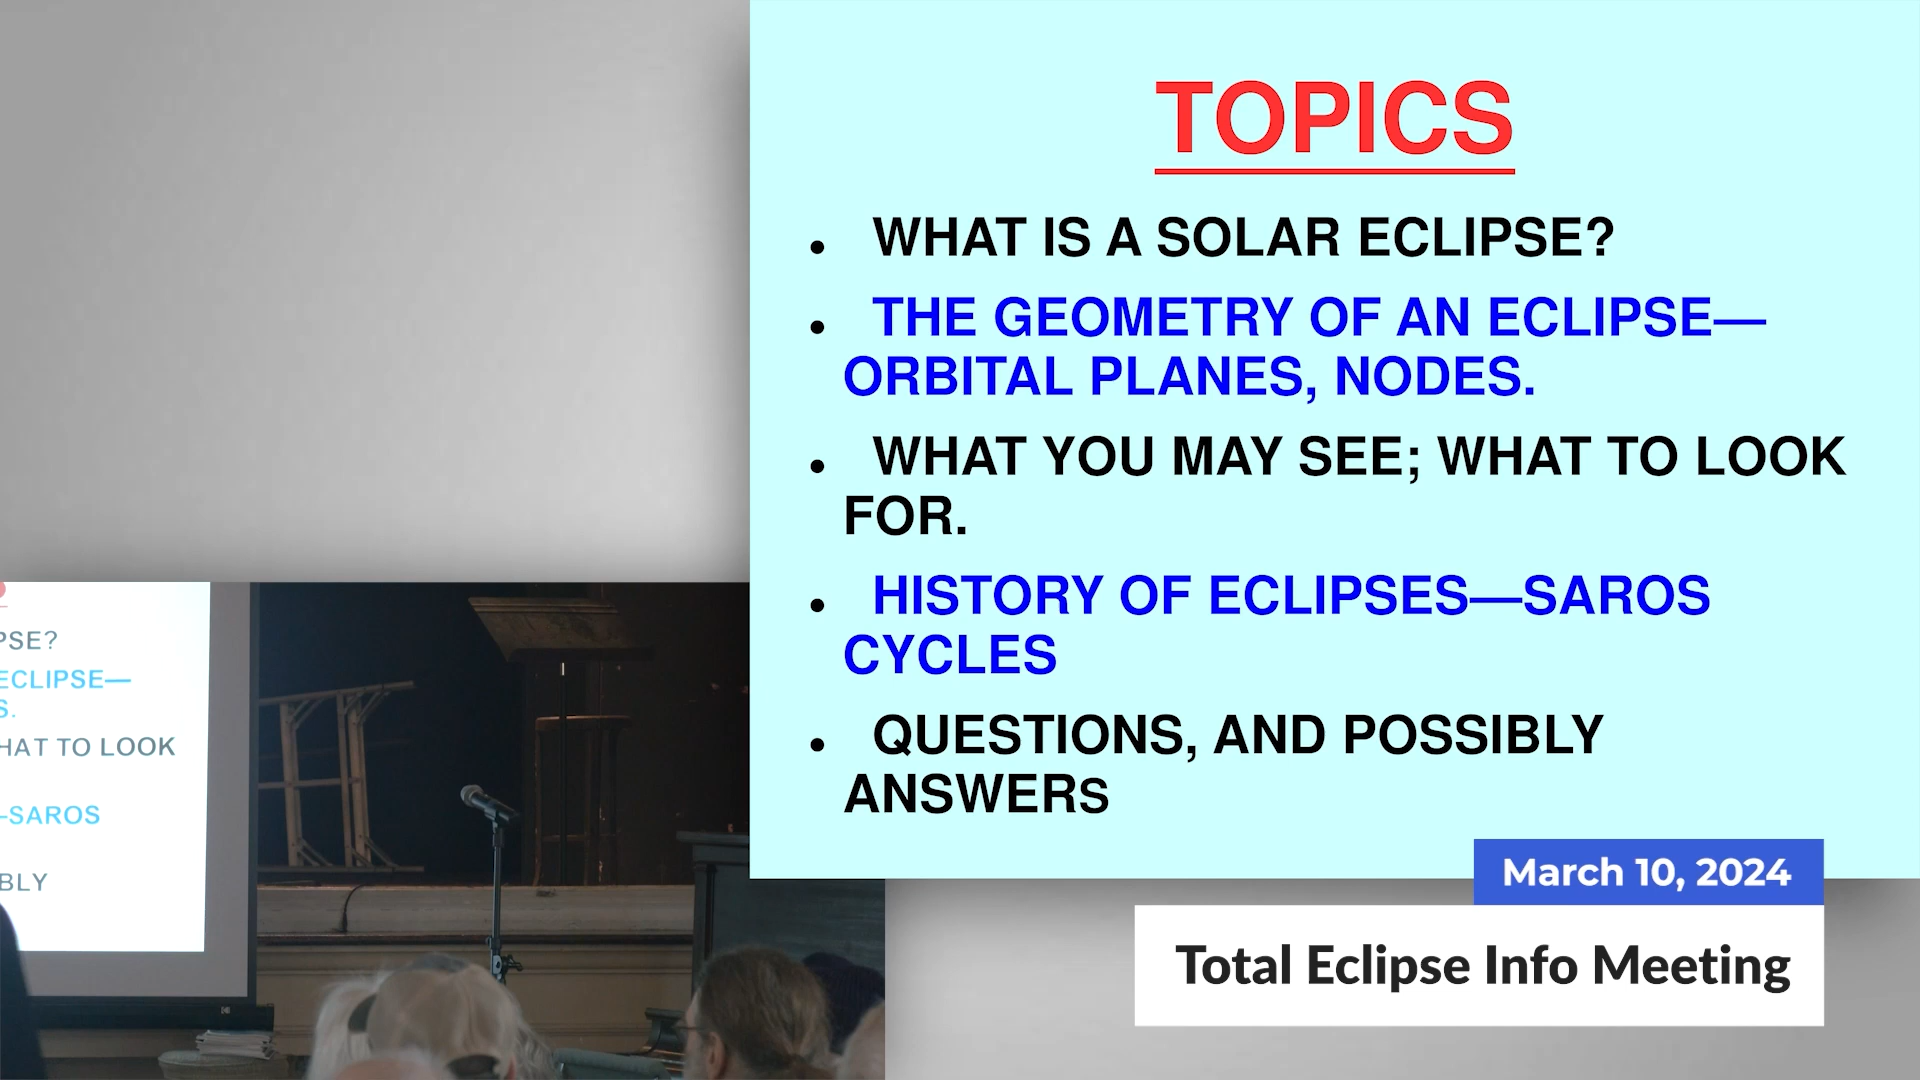 TOPICS
• WHAT IS A SOLAR ECLIPSE?
• THE GEOMETRY OF AN ECLIPSE—
ORBITAL PLANES, NODES.
• WHAT YOU MAY SEE; WHAT TO LOOK
FOR.
• HISTORY OF ECLIPSES—SAROS
CYCLES
• QUESTIONS, AND POSSIBLY
ANSWERS
PSE?
ECLIPSE—
S.
HAT TO LOOK
—SAROS
BLY
March 10, 2024
Total Eclipse Info Meeting